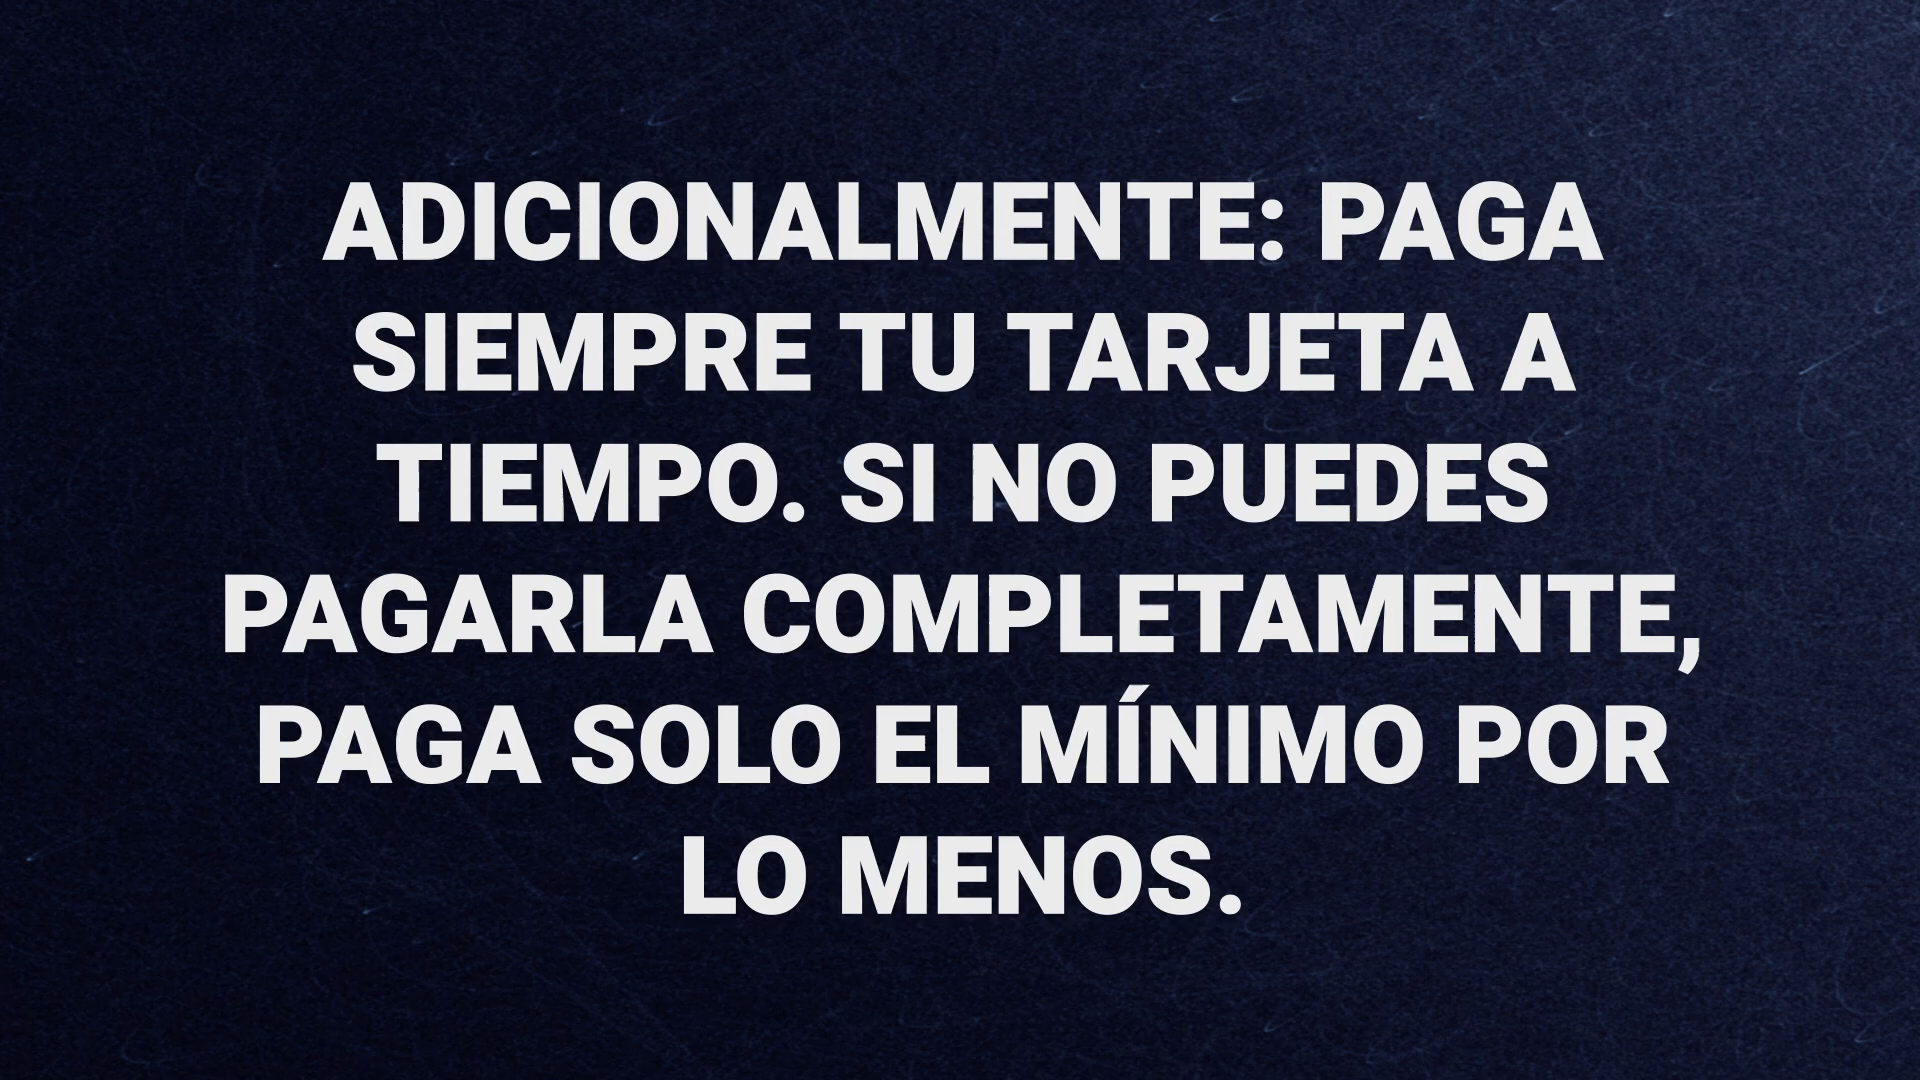 ADICIONALMENTE: PAGA
SIEMPRE TU TARJETA A
TIEMPO. SI NO PUEDES
PAGARLA COMPLETAMENTE,
PAGA SOLO EL MÍNIMO POR
LO MENOS.